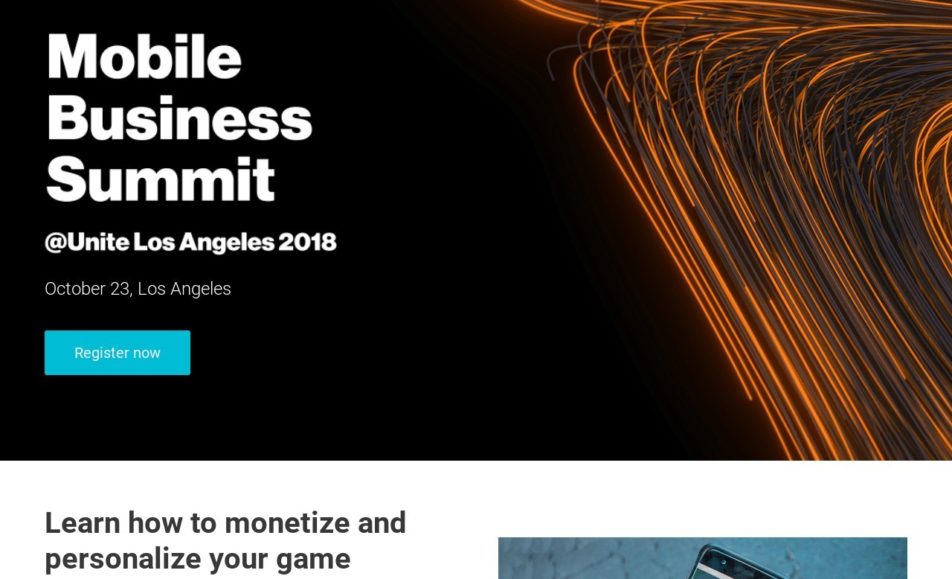 Mobile
Business
Summit
@Unite Los Angeles 2018
October 23, Los Angeles
Register now
Learn how to monetize and
personalize your game